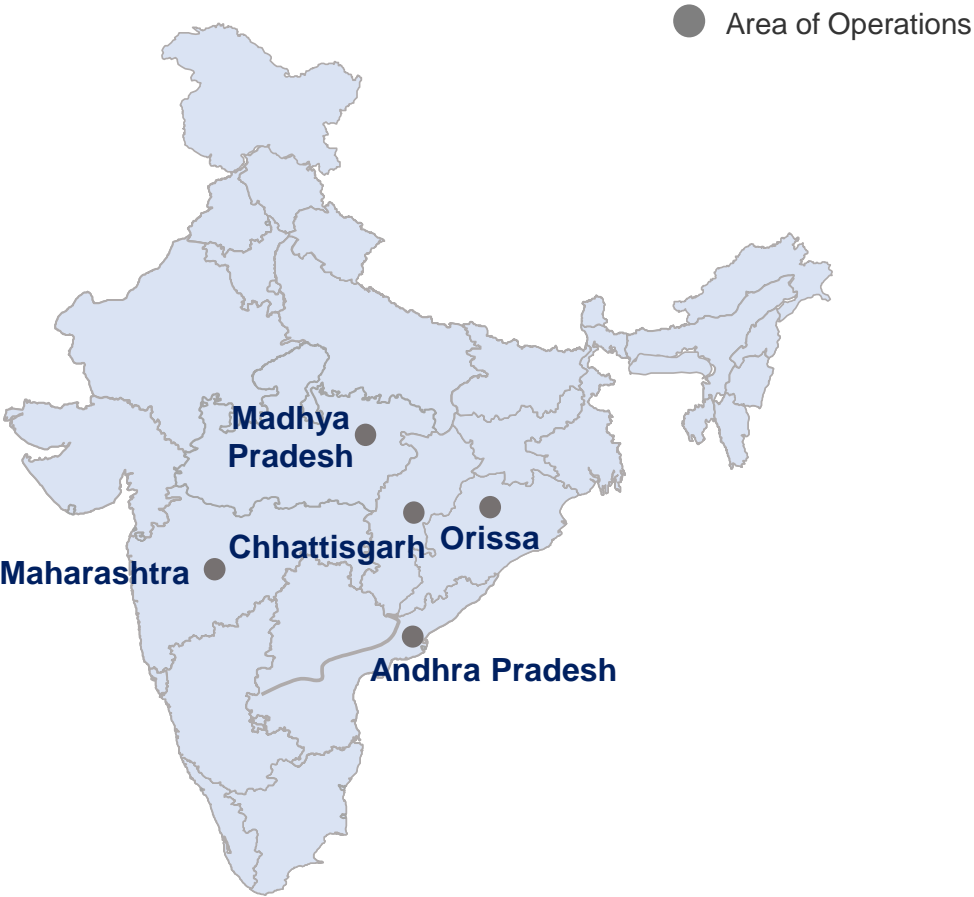 Area of Operations
Madhya
Pradesh
Chhattisgarh
Orissa
Maharashtra
Andhra Pradesh